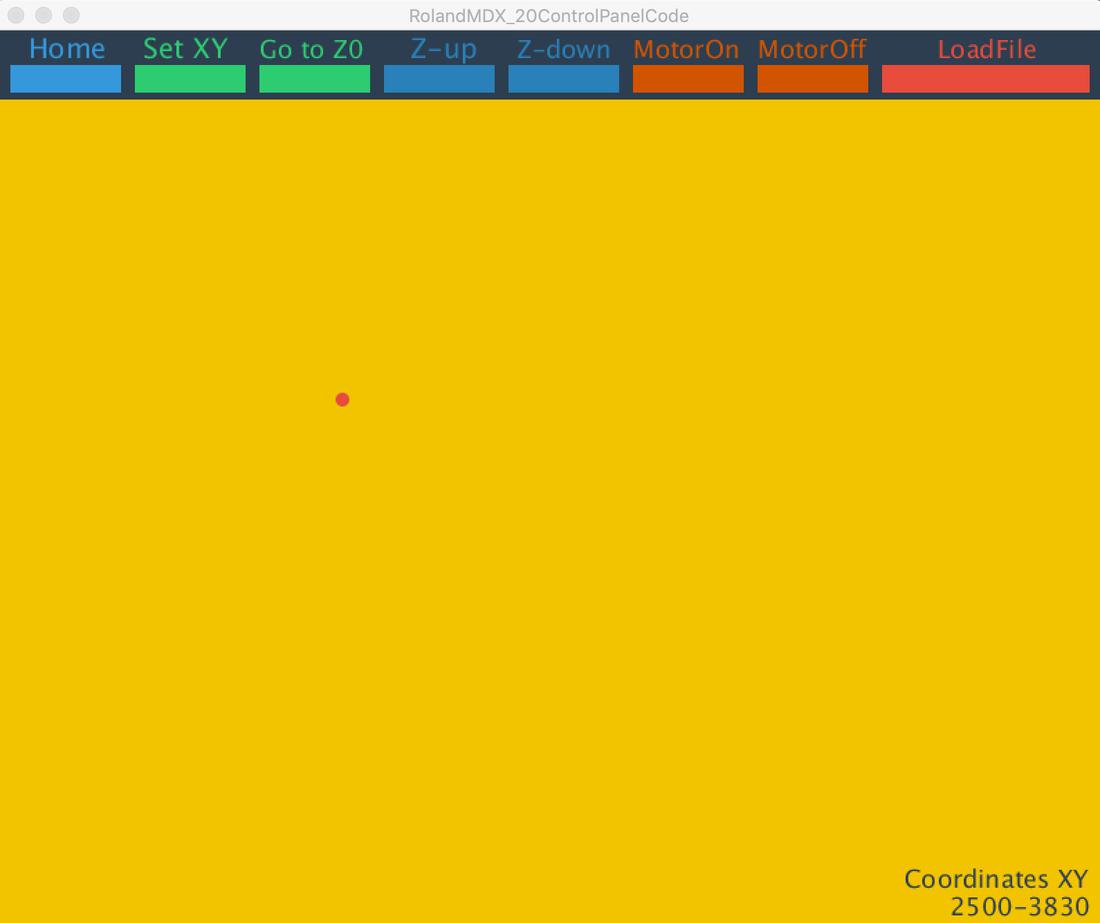 RolandMDX_20ControlPanelCode
Home Set XY Go to Z0 Z-up Z-down MotorOn MotorOff LoadFile
Coordinates XY
2500-3830